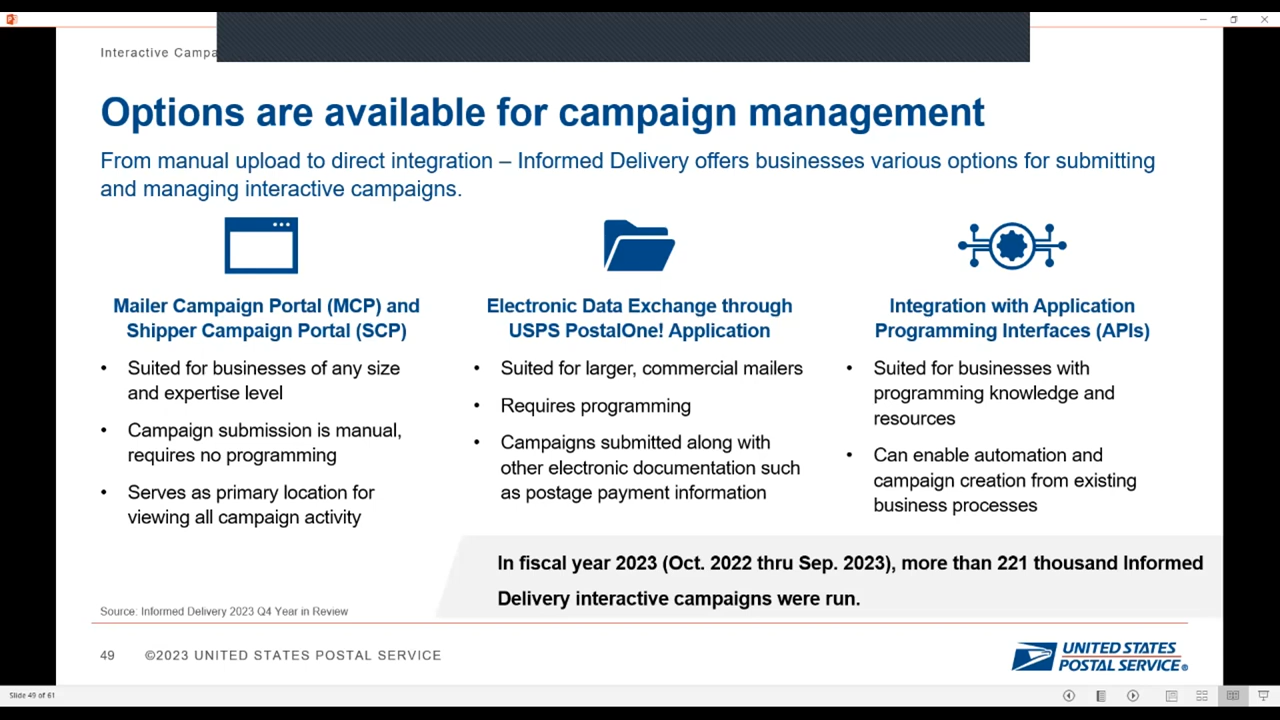 Interactive Campa
Options are available for campaign management
From manual upload to direct integration – Informed Delivery offers businesses various options for submitting
and managing interactive campaigns.
Mailer Campaign Portal (MCP) and
Shipper Campaign Portal (SCP)
• Suited for businesses of any size
and expertise level
• Campaign submission is manual,
requires no programming
• Serves as primary location for
viewing all campaign activity
Electronic Data Exchange through
USPS PostalOne! Application
• Suited for larger, commercial mailers
• Requires programming
• Campaigns submitted along with
other electronic documentation such
as postage payment information
Integration with Application
Programming Interfaces (APIs)
• Suited for businesses with
programming knowledge and
resources
• Can enable automation and
campaign creation from existing
business processes
In fiscal year 2023 (Oct. 2022 thru Sep. 2023), more than 221 thousand Informed
Delivery interactive campaigns were run.
Source: Informed Delivery 2023 Q4 Year in Review
49 ©2023 UNITED STATES POSTAL SERVICE
UNITED STATES
POSTAL SERVICE®
Slide 49 of 61